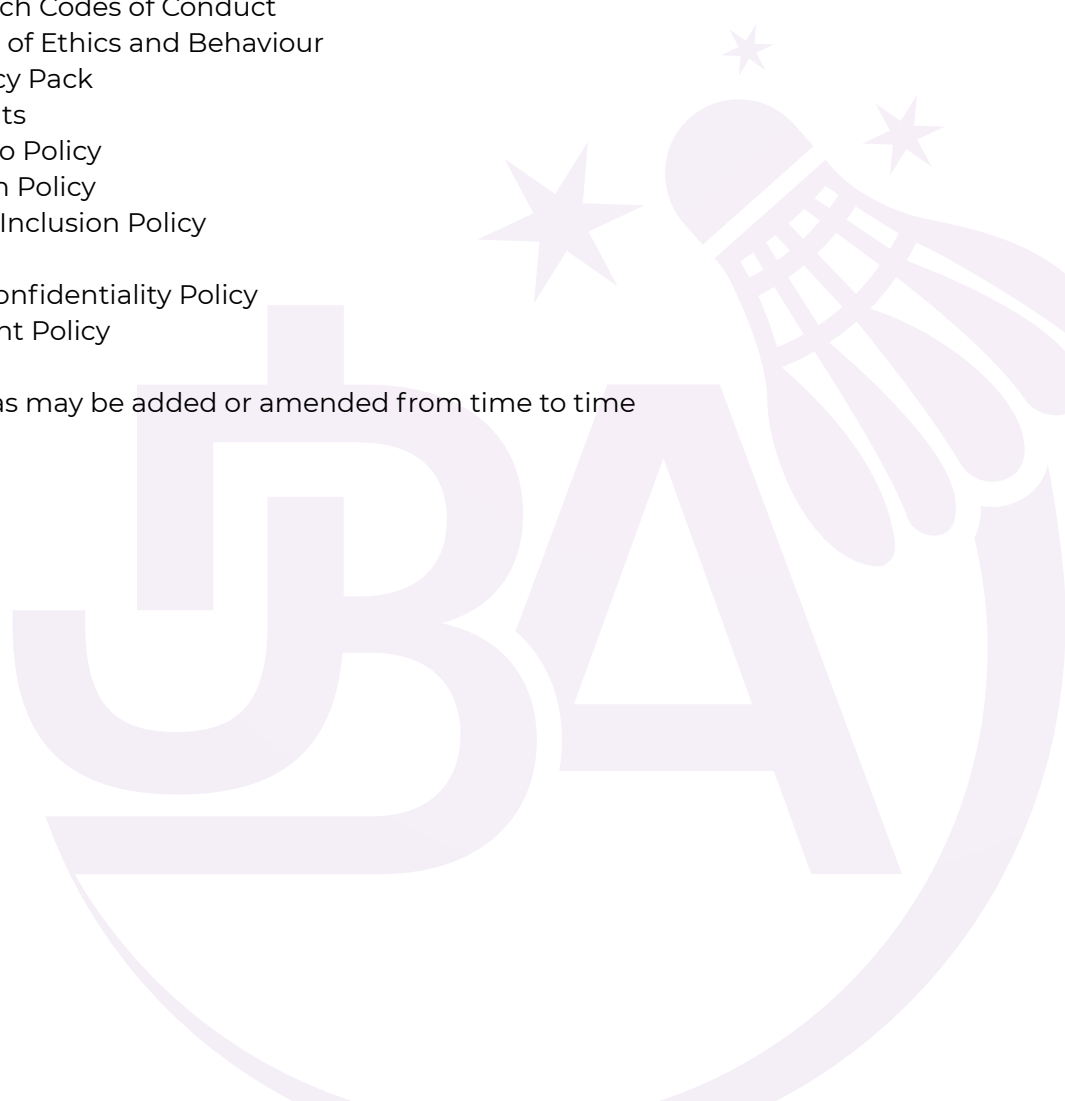 ch Codes of Conduct
of Ethics and Behaviour
cy Pack
ts
o Policy
n Policy
Inclusion Policy
onfidentiality Policy
nt Policy
as may be added or amended from time to time
JBA